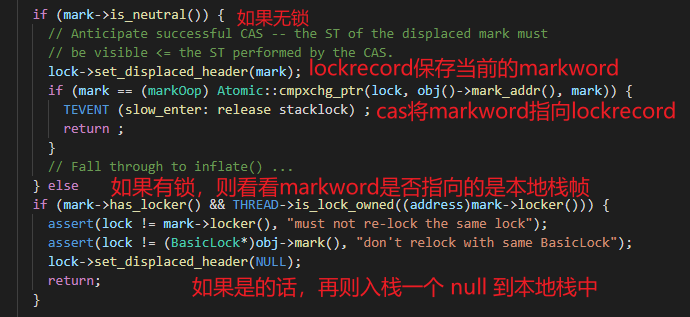 if (mark->is_neutral()) { 如果无锁
// Anticipate successful CAS -- the ST of the displaced mark must
// be visible <= the ST performed by the CAS.
lock->set_displaced_header(mark); lockrecord保存当前的markword
if (mark == (markOop) Atomic::cmpxchg_ptr(lock, obj()->mark_addr(), mark)) {
TEVENT (slow_enter: release stacklock) ; cas将markword指向lockrecord
return ;
}
// Fall through to inflate() ...
} else 如果有锁，则看看markword是否指向的是本地栈帧
if (mark->has_locker() && THREAD->is_lock_owned((address)mark->locker())) {
assert(lock != mark->locker(), "must not re-lock the same lock");
assert(lock != (BasicLock*)obj->mark(), "don't relock with same BasicLock");
lock->set_displaced_header(NULL);
return; 如果是的话，再则入栈一个 null 到本地栈中
}